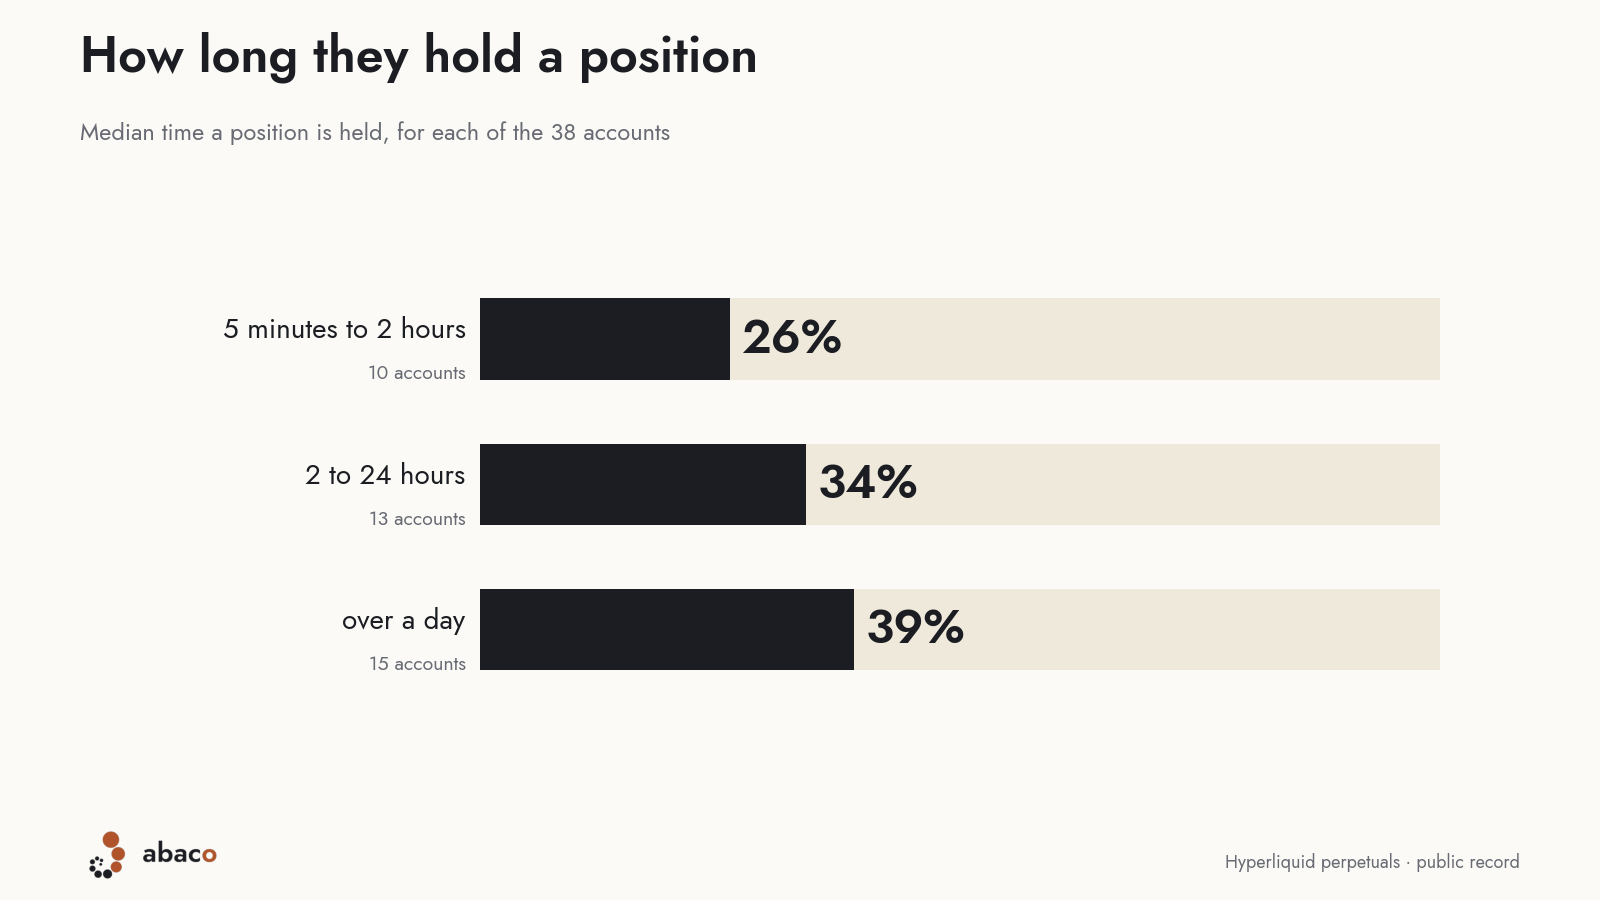 How long they hold a position
Median time a position is held, for each of the 38 accounts
5 minutes to 2 hours
10 accounts
26%
2 to 24 hours
13 accounts
34%
over a day
15 accounts
39%
abaco
Hyperliquid perpetuals · public record